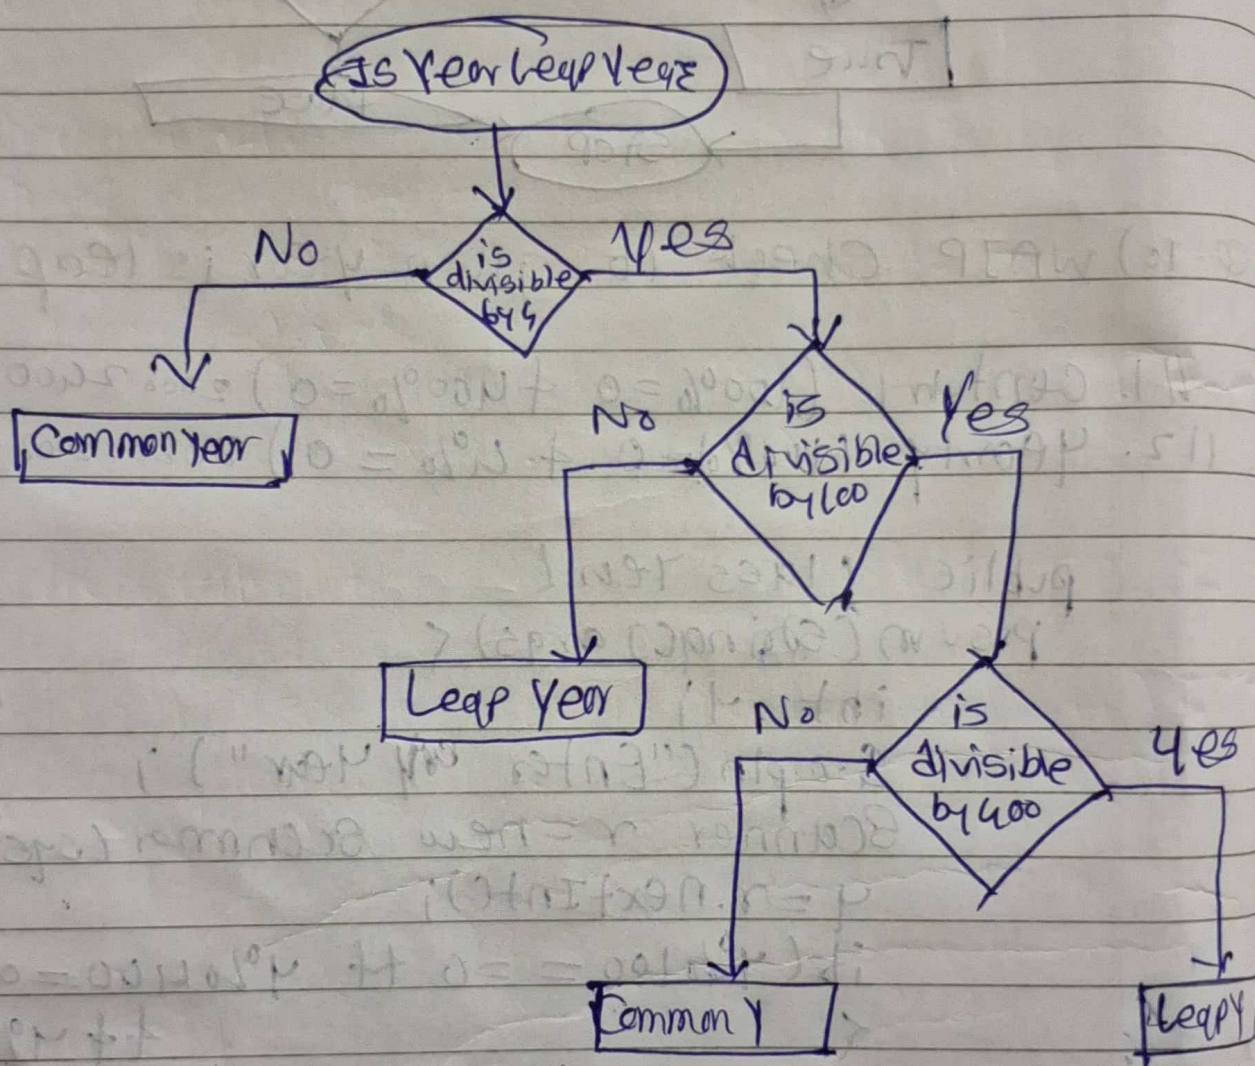 Is Year Leap Year
No
Yes
is
divisible
by 4
Common Year
No
Yes
is
divisible
by 100
Leap Year
No
Yes
is
divisible
by 400
Common Y
Leap Y